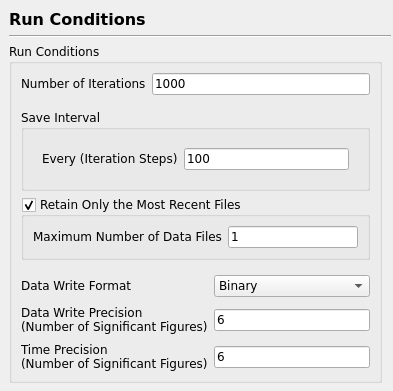 Run Conditions
Run Conditions
Number of Iterations 1000
Save Interval
Every (Iteration Steps) 100
Retain Only the Most Recent Files
Maximum Number of Data Files 1
Data Write Format Binary
Data Write Precision
(Number of Significant Figures) 6
Time Precision
(Number of Significant Figures) 6